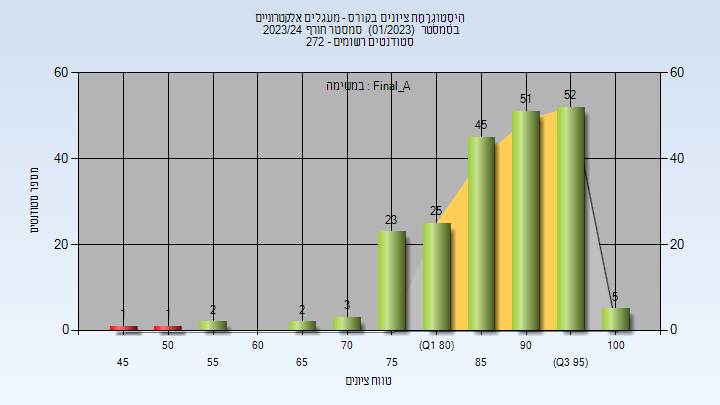 הִיסְטוֹגְרָמַת ציונים בקורס - מעגלים אלקטרוניים
בסמסטר (01/2023) סמסטר חורף 2023/24
סטודנטים רשומים - 272
במשימה : Final_A
60 60
40 40
20 20
0 0
מספר סטודנטים
1 1 2 2 3 23 25 45 51 52 5
50 60 70 (Q1 80) 90 100
45 55 65 75 85 (Q3 95)
טווח ציונים